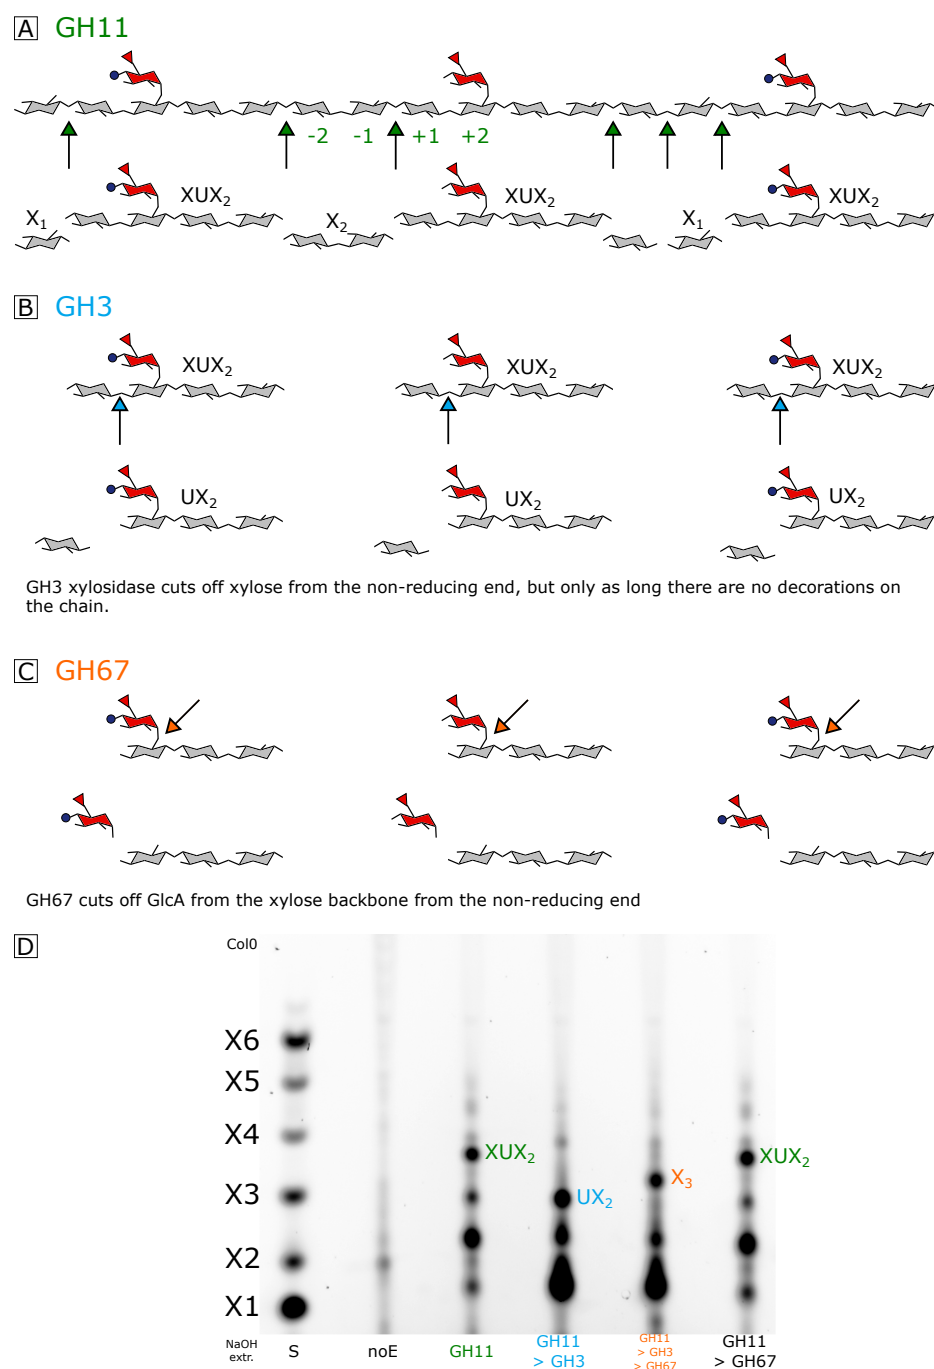 A GH11
-2 -1 +1 +2
XUX2 XUX2 XUX2
X1 X2 X1
B GH3
XUX2 XUX2 XUX2
UX2 UX2 UX2
GH3 xylosidase cuts off xylose from the non-reducing end, but only as long there are no decorations on
the chain.
C GH67
GH67 cuts off GlcA from the xylose backbone from the non-reducing end
D
Col0
X6
X5
X4
XUX2 XUX2
X3
UX2
X3
X2
X1
NaOH
extr.
S
noE
GH11
GH11
> GH3
GH11
> GH3
> GH67
GH11
> GH67